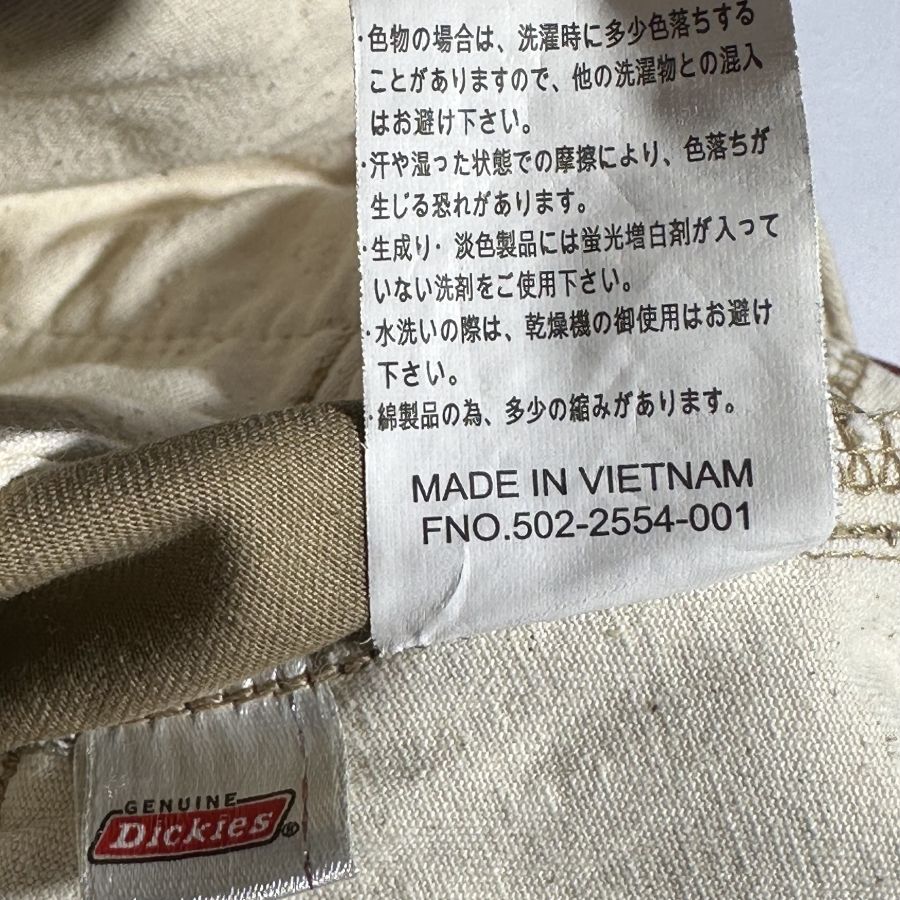 ・色物の場合は、洗濯時に多少色落ちする
ことがありますので、他の洗濯物との混入
はお避け下さい。
・汗や湿った状態での摩擦により、色落ちが
生じる恐れがあります。
・生成り・淡色製品には蛍光増白剤が入って
いない洗剤をご使用下さい。
・水洗いの際は、乾燥機の御使用はお避け
下さい。
・綿製品の為、多少の縮みがあります。
MADE IN VIETNAM
FNO.502-2554-001
GENUINE
Dickies®